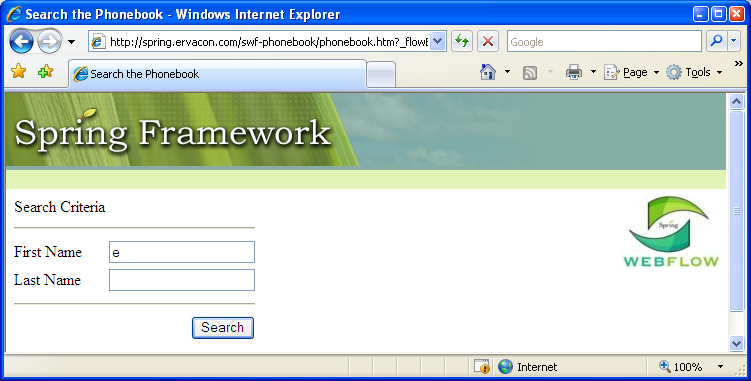 Search the Phonebook - Windows Internet Explorer
http://spring.ervacon.com/swf-phonebook/phonebook.htm?_flowE
Google
Search the Phonebook
Page
Tools
»
Spring Framework
Search Criteria
Spring
WEBFLOW
First Name e
Last Name
Search
Internet
100%